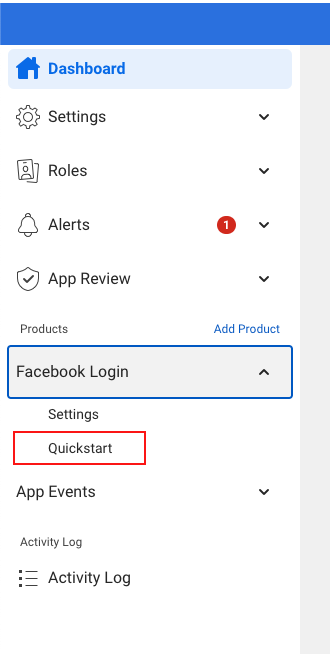 Dashboard
Settings
Roles
Alerts 1
App Review
Products Add Product
Facebook Login
Settings
Quickstart
App Events
Activity Log
Activity Log